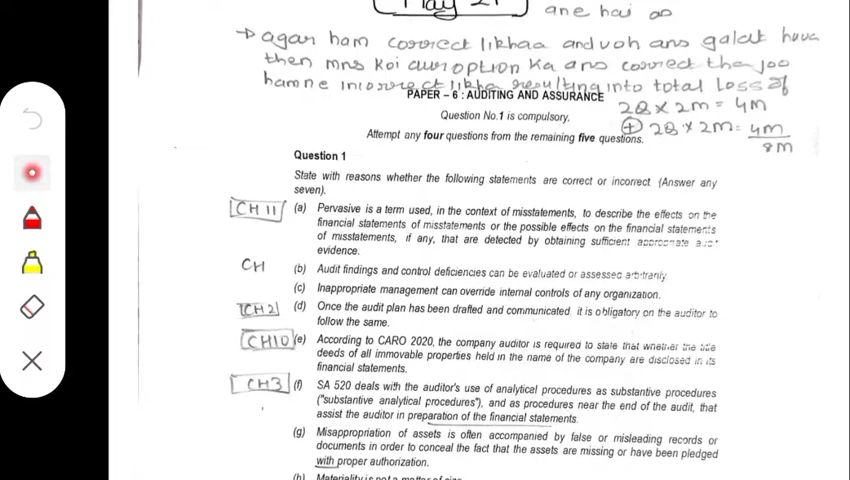 May 21
ane hai so
→ agar ham correct likhaa and voh ans galat huva
then mns koi aur option ka ans correct tha joo
hamne incorrect likha resulting into total loss of
PAPER – 6 : AUDITING AND ASSURANCE
2Q × 2m = 4m
Question No.1 is compulsory.
⊕ 2Q × 2m = 4m
Attempt any four questions from the remaining five questions.
8m
Question 1
State with reasons whether the following statements are correct or incorrect. (Answer any
seven).
CH 11 (a) Pervasive is a term used, in the context of misstatements, to describe the effects on the
financial statements of misstatements or the possible effects on the financial statements
of misstatements, if any, that are detected by obtaining sufficient appropriate audit
evidence.
CH (b) Audit findings and control deficiencies can be evaluated or assessed arbitrarily
(c) Inappropriate management can override internal controls of any organization.
CH2 (d) Once the audit plan has been drafted and communicated, it is obligatory on the auditor to
follow the same.
CH10 (e) According to CARO 2020, the company auditor is required to state that whether the title
deeds of all immovable properties held in the name of the company are disclosed in its
financial statements.
CH3 (f) SA 520 deals with the auditor's use of analytical procedures as substantive procedures
("substantive analytical procedures"), and as procedures near the end of the audit, that
assist the auditor in preparation of the financial statements.
(g) Misappropriation of assets is often accompanied by false or misleading records or
documents in order to conceal the fact that the assets are missing or have been pledged
with proper authorization.
(h) Materiality is not a matter of size